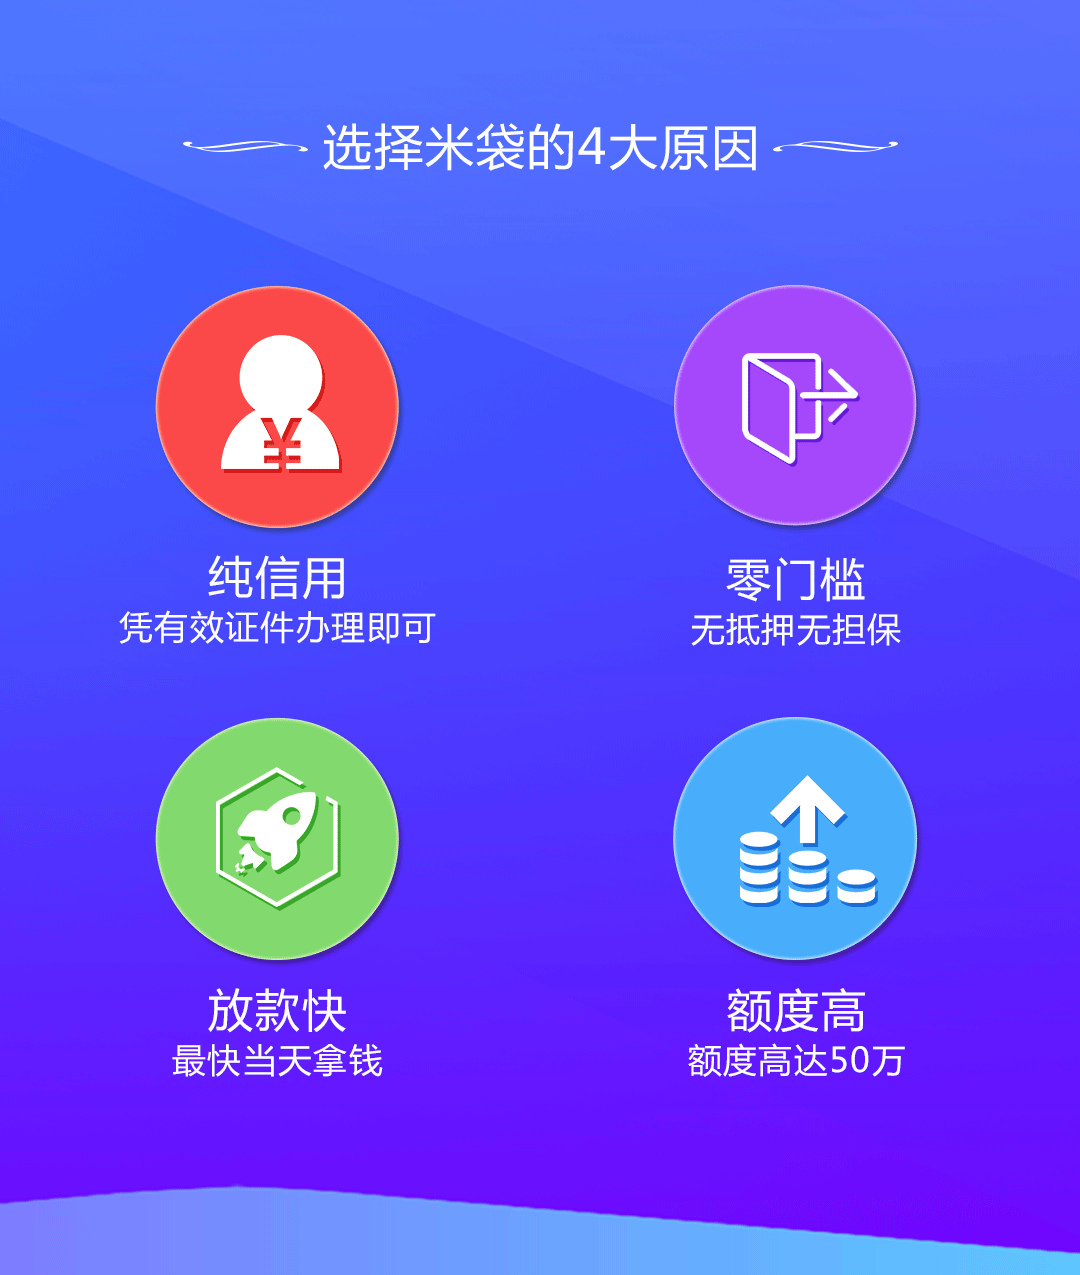 选择米袋的4大原因
纯信用
凭有效证件办理即可
零门槛
无抵押无担保
放款快
最快当天拿钱
额度高
额度高达50万